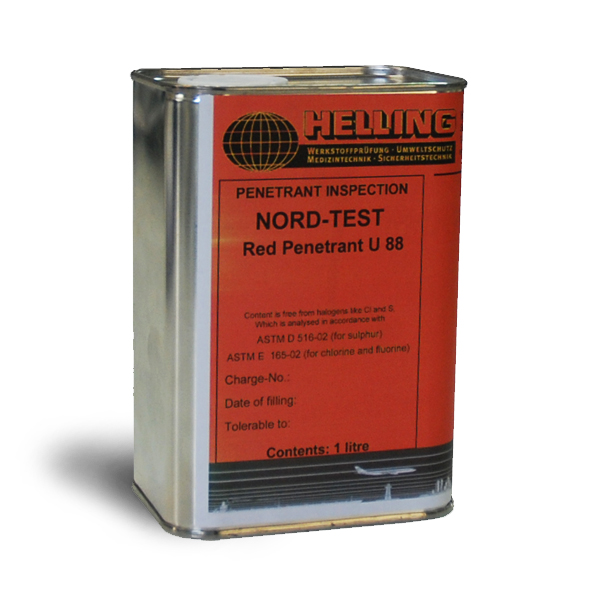 HELLING
WERKSTOFFPRÜFUNG · UMWELTSCHUTZ
MEDIZINTECHNIK · SICHERHEITSTECHNIK
PENETRANT INSPECTION
NORD-TEST
Red Penetrant U 88
Content is free from halogens like Cl and S.
Which is analysed in accordance with
ASTM D 516-02 (for sulphur)
ASTM E 165-02 (for chlorine and fluorine)
Charge-No.:
Date of filling:
Tolerable to:
Contents: 1 litre